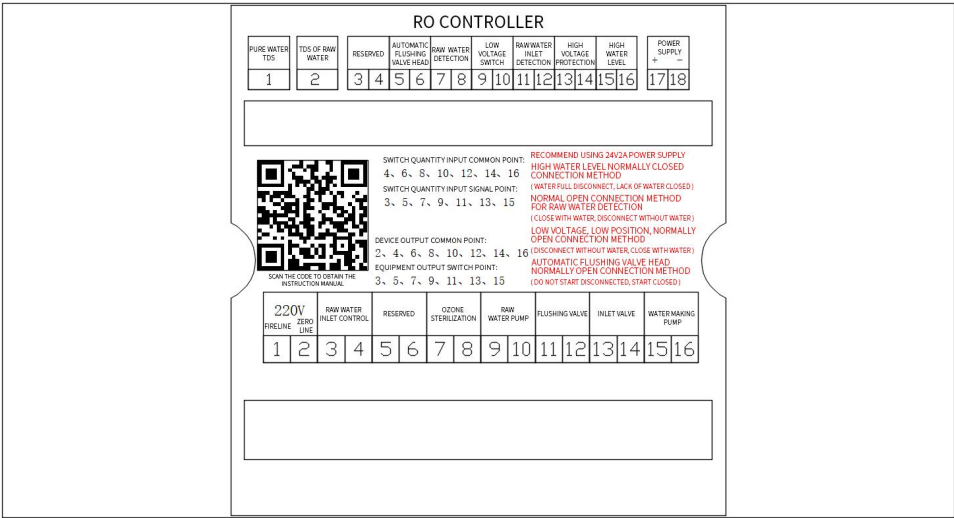 RO CONTROLLER
PURE WATER
TDS
TDS OF RAW
WATER
RESERVED
AUTOMATIC
FLUSHING
VALVE HEAD
RAW WATER
DETECTION
LOW
VOLTAGE
SWITCH
RAW WATER
INLET
DETECTION
HIGH
VOLTAGE
PROTECTION
HIGH
WATER
LEVEL
POWER
SUPPLY
+ −
1 2 3 4 5 6 7 8 9 10 11 12 13 14 15 16 17 18
SWITCH QUANTITY INPUT COMMON POINT:
4、6、8、10、12、14、16
SWITCH QUANTITY INPUT SIGNAL POINT:
3、5、7、9、11、13、15
DEVICE OUTPUT COMMON POINT:
2、4、6、8、10、12、14、16
EQUIPMENT OUTPUT SWITCH POINT:
3、5、7、9、11、13、15
RECOMMEND USING 24V2A POWER SUPPLY
HIGH WATER LEVEL NORMALLY CLOSED
CONNECTION METHOD
( WATER FULL DISCONNECT, LACK OF WATER CLOSED )
NORMAL OPEN CONNECTION METHOD
FOR RAW WATER DETECTION
( CLOSE WITH WATER, DISCONNECT WITHOUT WATER )
LOW VOLTAGE, LOW POSITION, NORMALLY
OPEN CONNECTION METHOD
( DISCONNECT WITHOUT WATER, CLOSE WITH WATER )
AUTOMATIC FLUSHING VALVE HEAD
NORMALLY OPEN CONNECTION METHOD
( DO NOT START DISCONNECTED, START CLOSED )
SCAN THE CODE TO OBTAIN THE
INSTRUCTION MANUAL
220V
FIRELINE
ZERO
LINE
RAW WATER
INLET CONTROL
RESERVED
OZONE
STERILIZATION
RAW
WATER PUMP
FLUSHING VALVE
INLET VALVE
WATER MAKING
PUMP
1 2 3 4 5 6 7 8 9 10 11 12 13 14 15 16